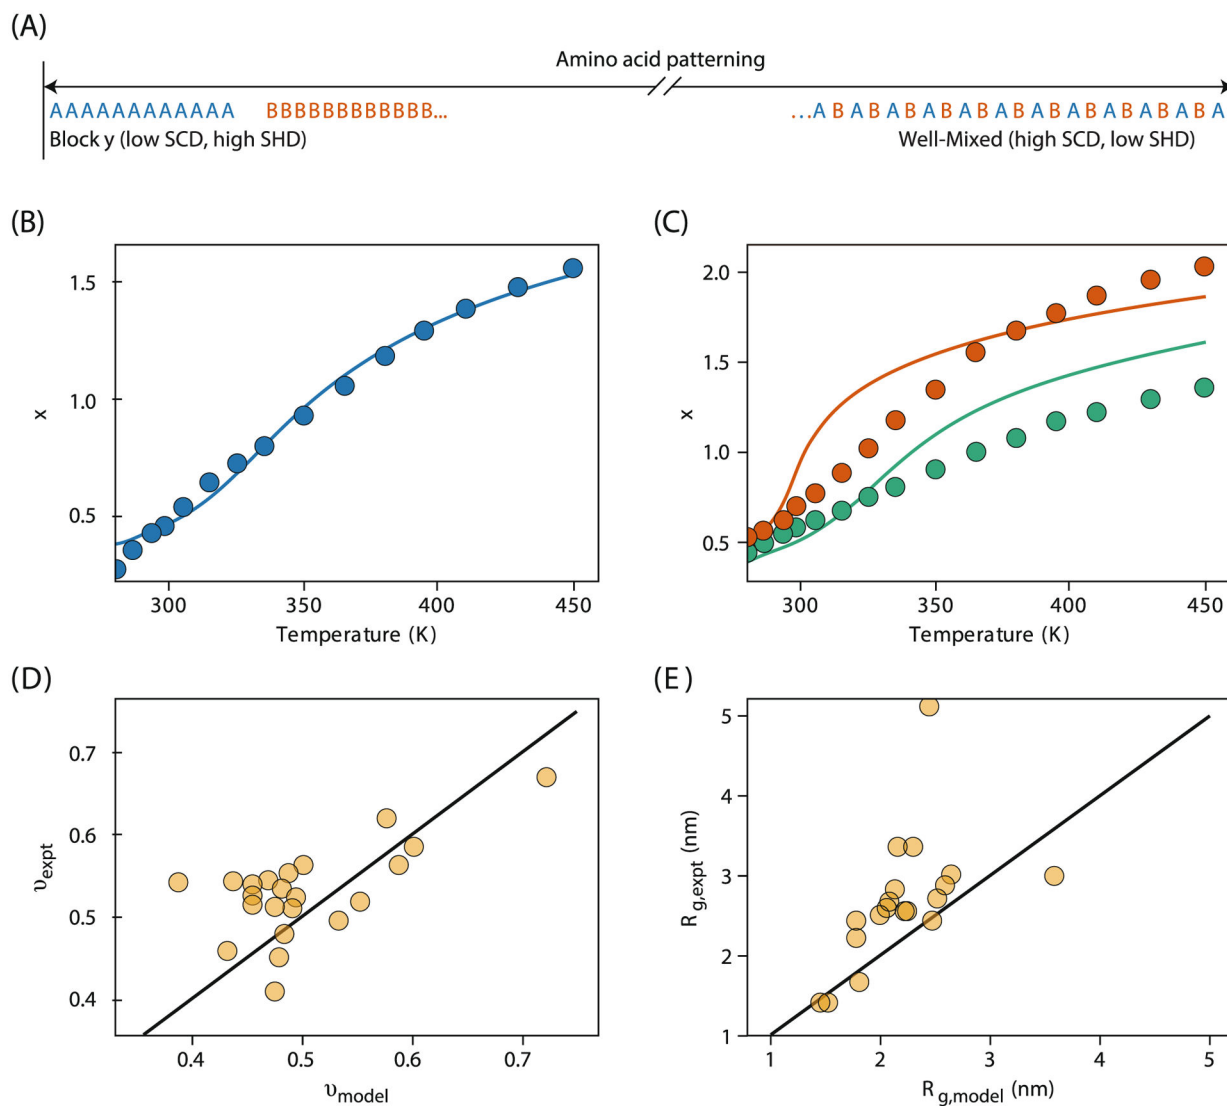 (A)
Amino acid patterning
AAAAAAAAAAAA BBBBBBBBBBBB... ...A B A B A B A B A B A B A B A B A
Block y (low SCD, high SHD) Well-Mixed (high SCD, low SHD)
(B)
x
1.5
1.0
0.5
300 350 400 450
Temperature (K)
(C)
x
2.0
1.5
1.0
0.5
300 350 400 450
Temperature (K)
(D)
υexpt
0.7
0.6
0.5
0.4
0.4 0.5 0.6 0.7
υmodel
(E)
Rg,expt (nm)
5
4
3
2
1
1 2 3 4 5
Rg,model (nm)